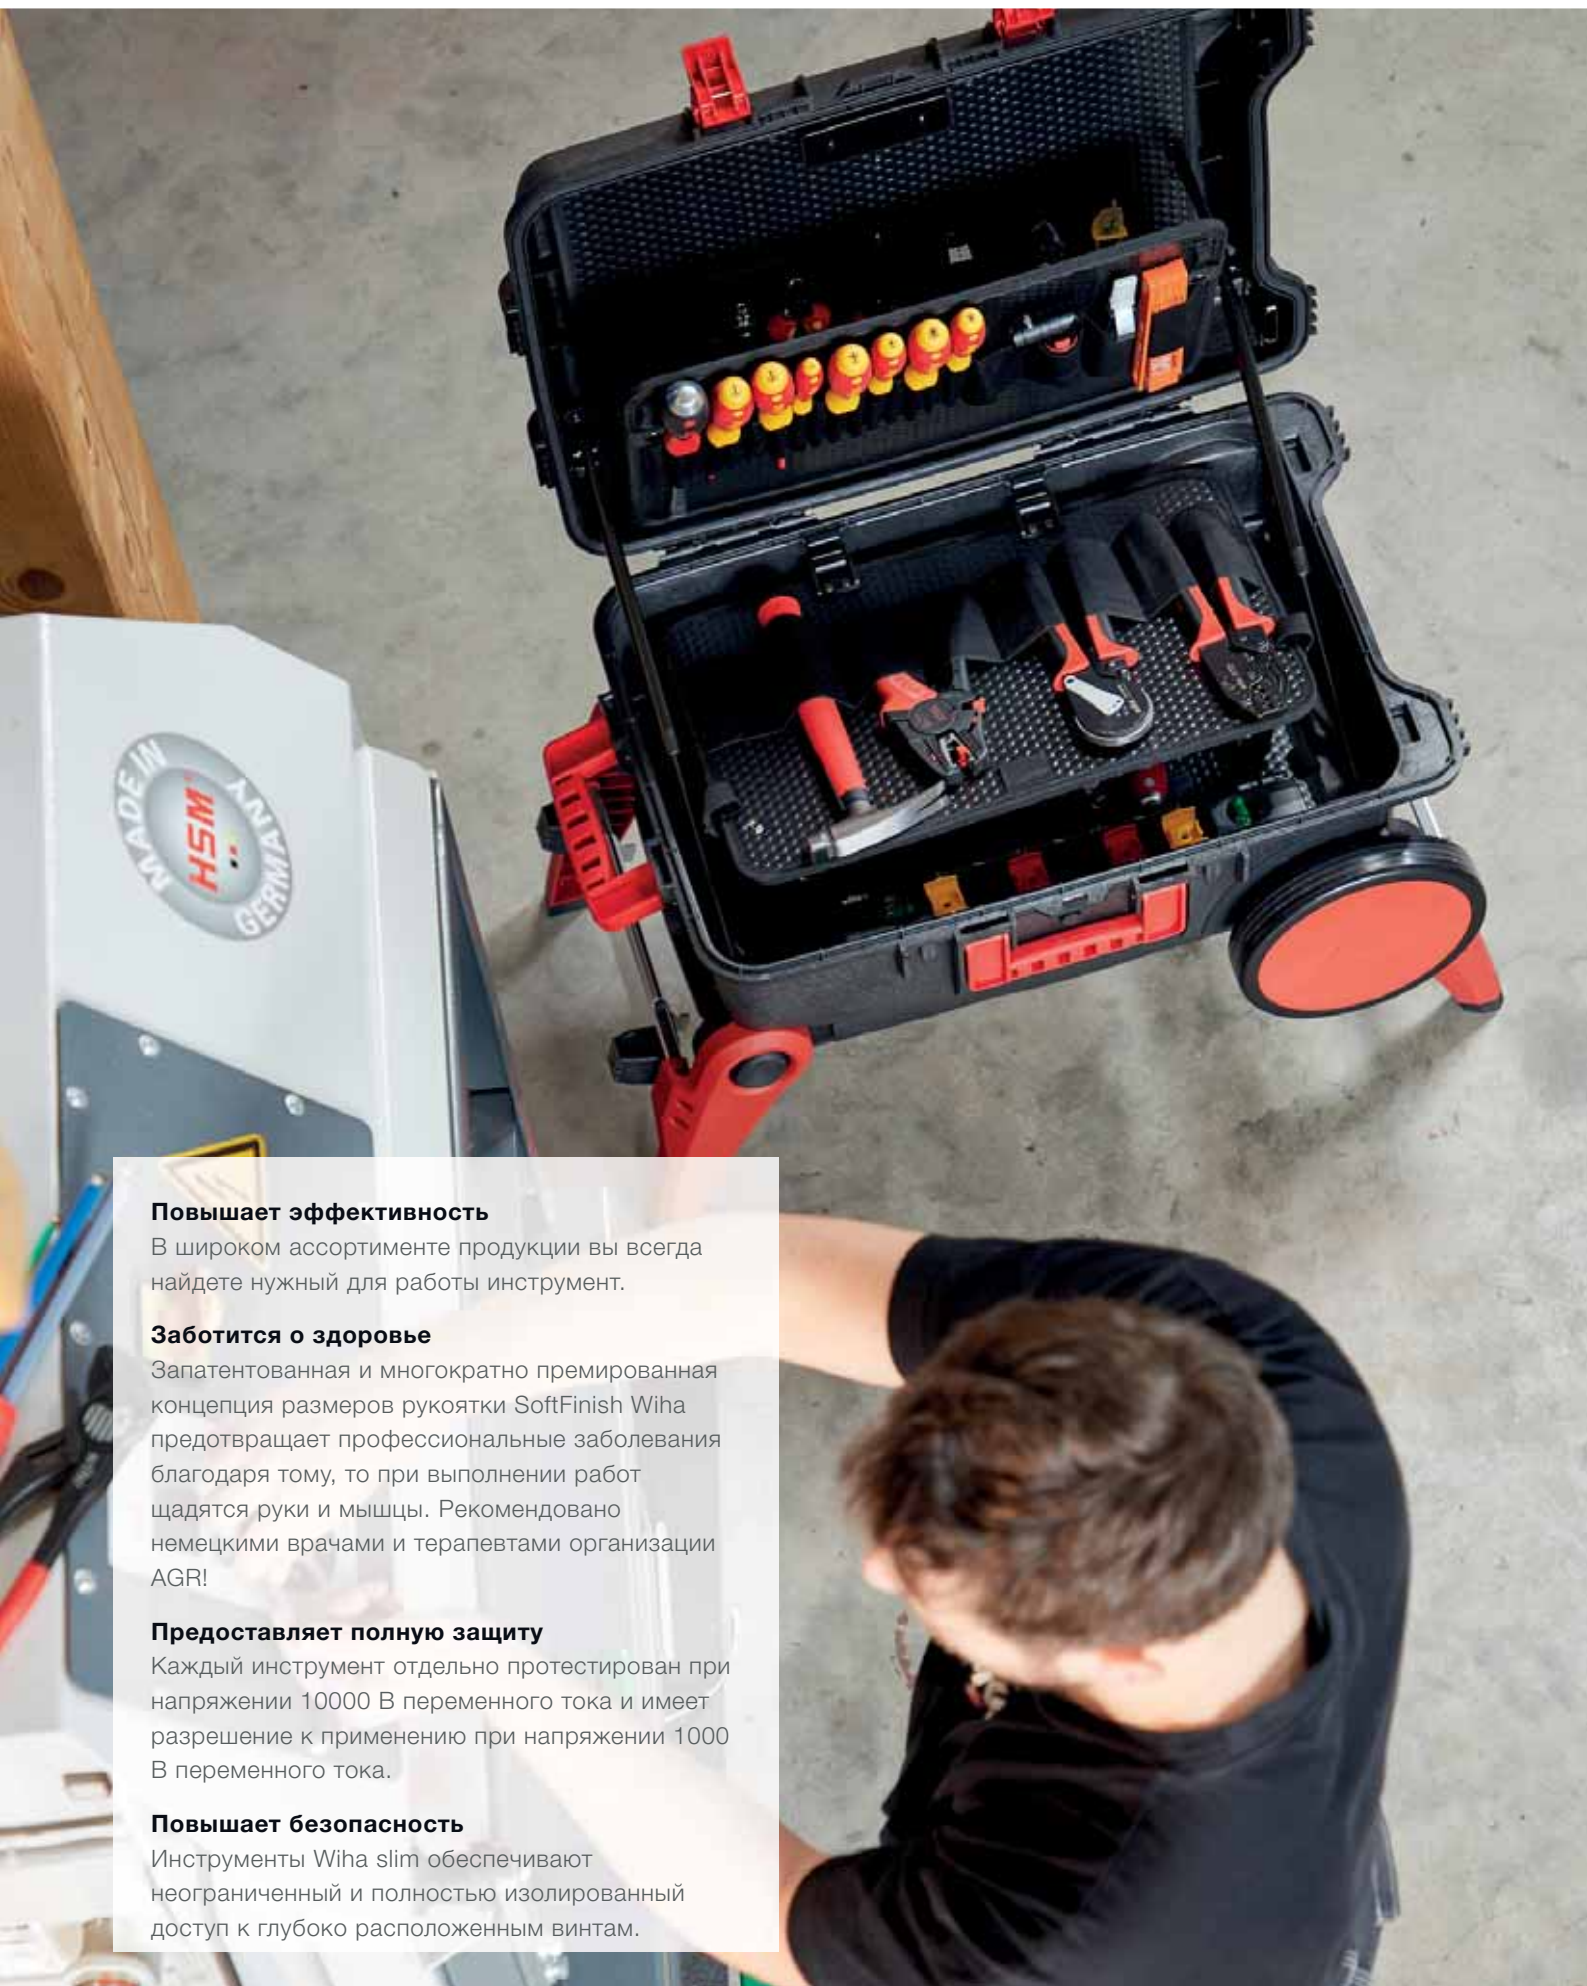 MADE IN
HSM
GERMANY
Повышает эффективность
В широком ассортименте продукции вы всегда
найдете нужный для работы инструмент.
Заботится о здоровье
Запатентованная и многократно премированная
концепция размеров рукоятки SoftFinish Wiha
предотвращает профессиональные заболевания
благодаря тому, то при выполнении работ
щадятся руки и мышцы. Рекомендовано
немецкими врачами и терапевтами организации
AGR!
Предоставляет полную защиту
Каждый инструмент отдельно протестирован при
напряжении 10000 В переменного тока и имеет
разрешение к применению при напряжении 1000
В переменного тока.
Повышает безопасность
Инструменты Wiha slim обеспечивают
неограниченный и полностью изолированный
доступ к глубоко расположенным винтам.